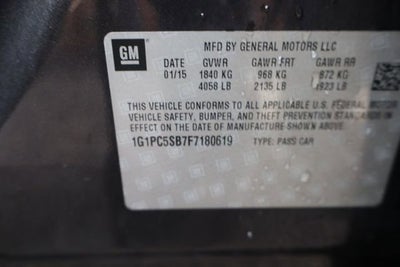 GM
MFD BY GENERAL MOTORS LLC
DATE GVWR GAWR FRT GAWR RR
01/15 1840 KG 968 KG 872 KG
4058 LB 2135 LB 1923 LB
THIS VEHICLE CONFORMS TO ALL APPLICABLE U.S. FEDERAL MOTOR
VEHICLE SAFETY, BUMPER, AND THEFT PREVENTION STANDARDS IN
EFFECT ON THE DATE OF MANUFACTURE SHOWN ABOVE.
1G1PC5SB7F7180619 TYPE: PASS CAR